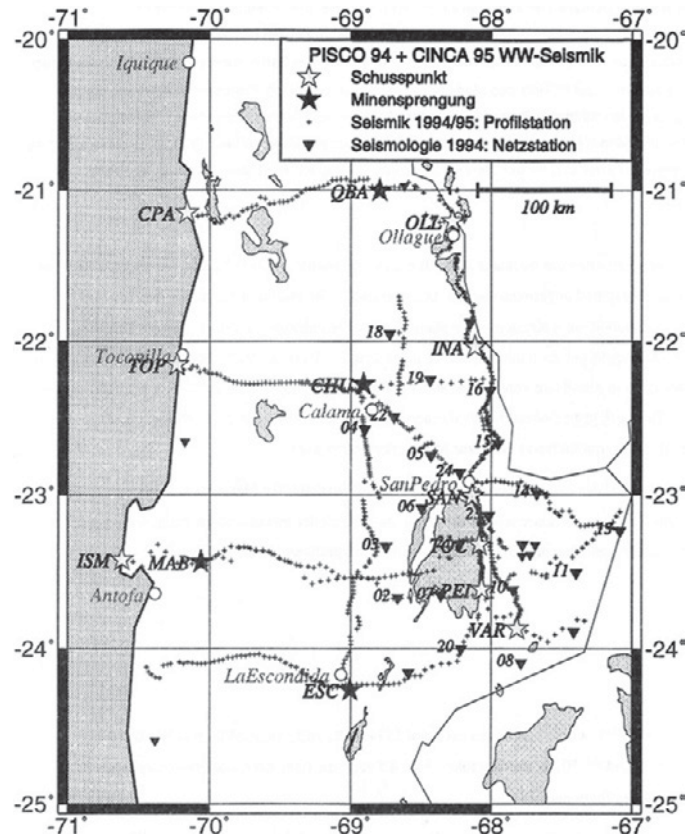 -71° -70° -69° -68° -67°
-20° -20°
PISCO 94 + CINCA 95 WW-Seismik
Schusspunkt
Minensprengung
Seismik 1994/95: Profilstation
Seismologie 1994: Netzstation
Iquique
-21° -21°
100 km
QBA
CPA
OLL
Ollague
-22° -22°
18
INA
Tocopilla
TOP
CHU
19
16
Calama
22
04
15
05
24
-23° -23°
SanPedro
SAN
14
06
13
03
TOC
ISM
MAB
11
Antofa
02
07
PEI
10
VAR
-24° -24°
20
08
LaEscondida
ESC
-25° -25°
-71 -70 -69 -68 -67